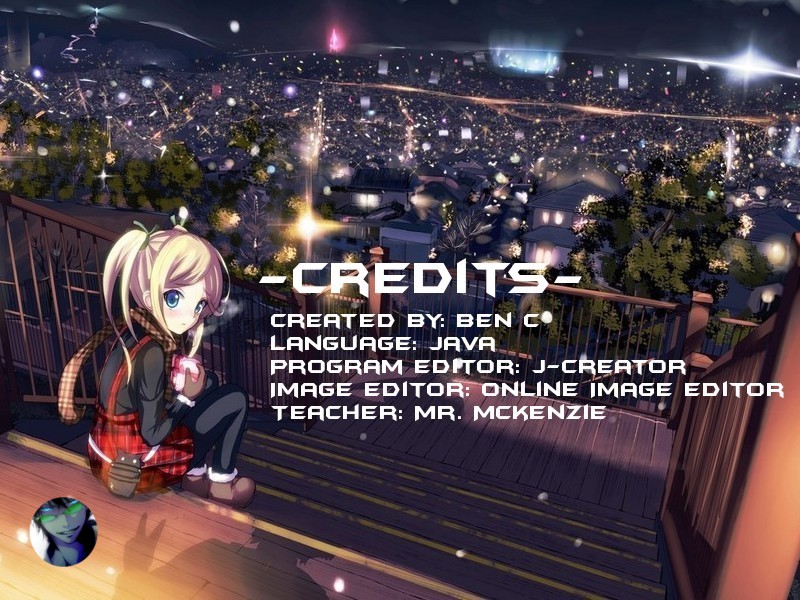 -CREDITS-
CREATED BY: BEN C
LANGUAGE: JAVA
PROGRAM EDITOR: J-CREATOR
IMAGE EDITOR: ONLINE IMAGE EDITOR
TEACHER: MR. MCKENZIE